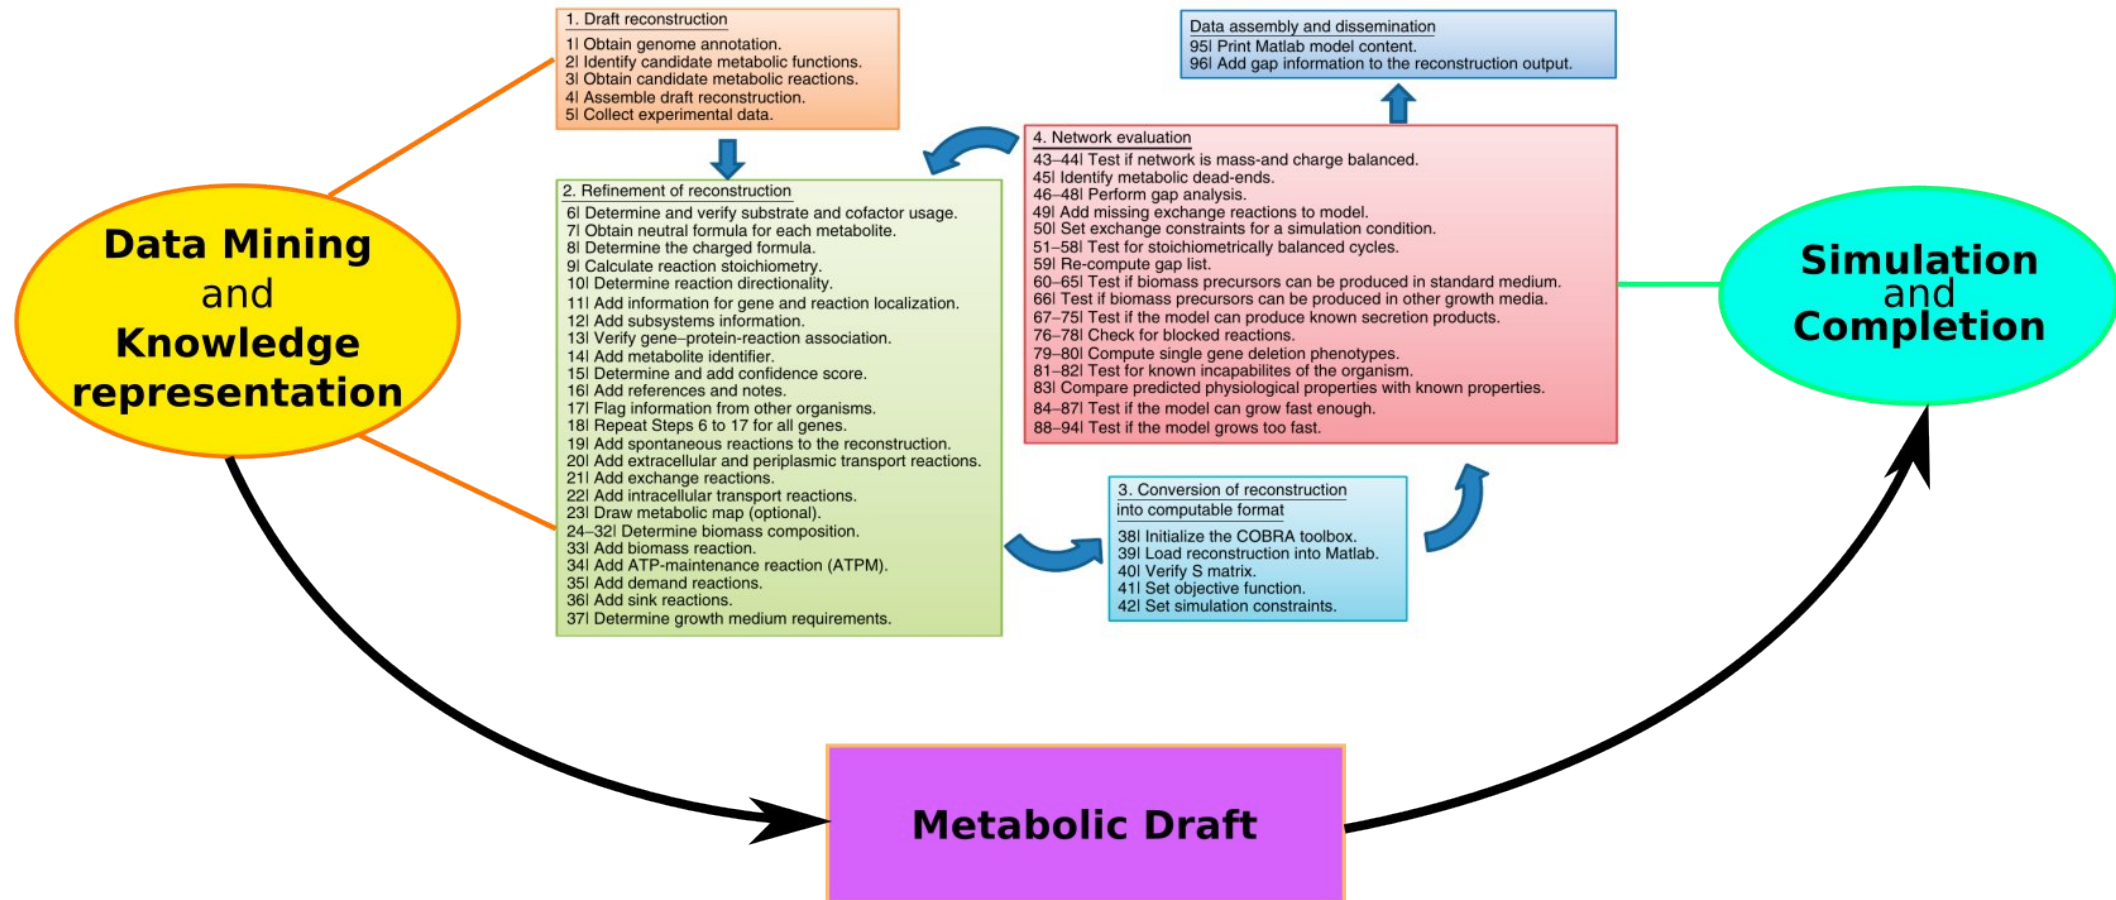 Data Mining
and
Knowledge
representation
1. Draft reconstruction
1| Obtain genome annotation.
2| Identify candidate metabolic functions.
3| Obtain candidate metabolic reactions.
4| Assemble draft reconstruction.
5| Collect experimental data.
2. Refinement of reconstruction
6| Determine and verify substrate and cofactor usage.
7| Obtain neutral formula for each metabolite.
8| Determine the charged formula.
9| Calculate reaction stoichiometry.
10| Determine reaction directionality.
11| Add information for gene and reaction localization.
12| Add subsystems information.
13| Verify gene–protein-reaction association.
14| Add metabolite identifier.
15| Determine and add confidence score.
16| Add references and notes.
17| Flag information from other organisms.
18| Repeat Steps 6 to 17 for all genes.
19| Add spontaneous reactions to the reconstruction.
20| Add extracellular and periplasmic transport reactions.
21| Add exchange reactions.
22| Add intracellular transport reactions.
23| Draw metabolic map (optional).
24–32| Determine biomass composition.
33| Add biomass reaction.
34| Add ATP-maintenance reaction (ATPM).
35| Add demand reactions.
36| Add sink reactions.
37| Determine growth medium requirements.
3. Conversion of reconstruction
into computable format
38| Initialize the COBRA toolbox.
39| Load reconstruction into Matlab.
40| Verify S matrix.
41| Set objective function.
42| Set simulation constraints.
4. Network evaluation
43–44| Test if network is mass-and charge balanced.
45| Identify metabolic dead-ends.
46–48| Perform gap analysis.
49| Add missing exchange reactions to model.
50| Set exchange constraints for a simulation condition.
51–58| Test for stoichiometrically balanced cycles.
59| Re-compute gap list.
60–65| Test if biomass precursors can be produced in standard medium.
66| Test if biomass precursors can be produced in other growth media.
67–75| Test if the model can produce known secretion products.
76–78| Check for blocked reactions.
79–80| Compute single gene deletion phenotypes.
81–82| Test for known incapabilites of the organism.
83| Compare predicted physiological properties with known properties.
84–87| Test if the model can grow fast enough.
88–94| Test if the model grows too fast.
Data assembly and dissemination
95| Print Matlab model content.
96| Add gap information to the reconstruction output.
Simulation
and
Completion
Metabolic Draft